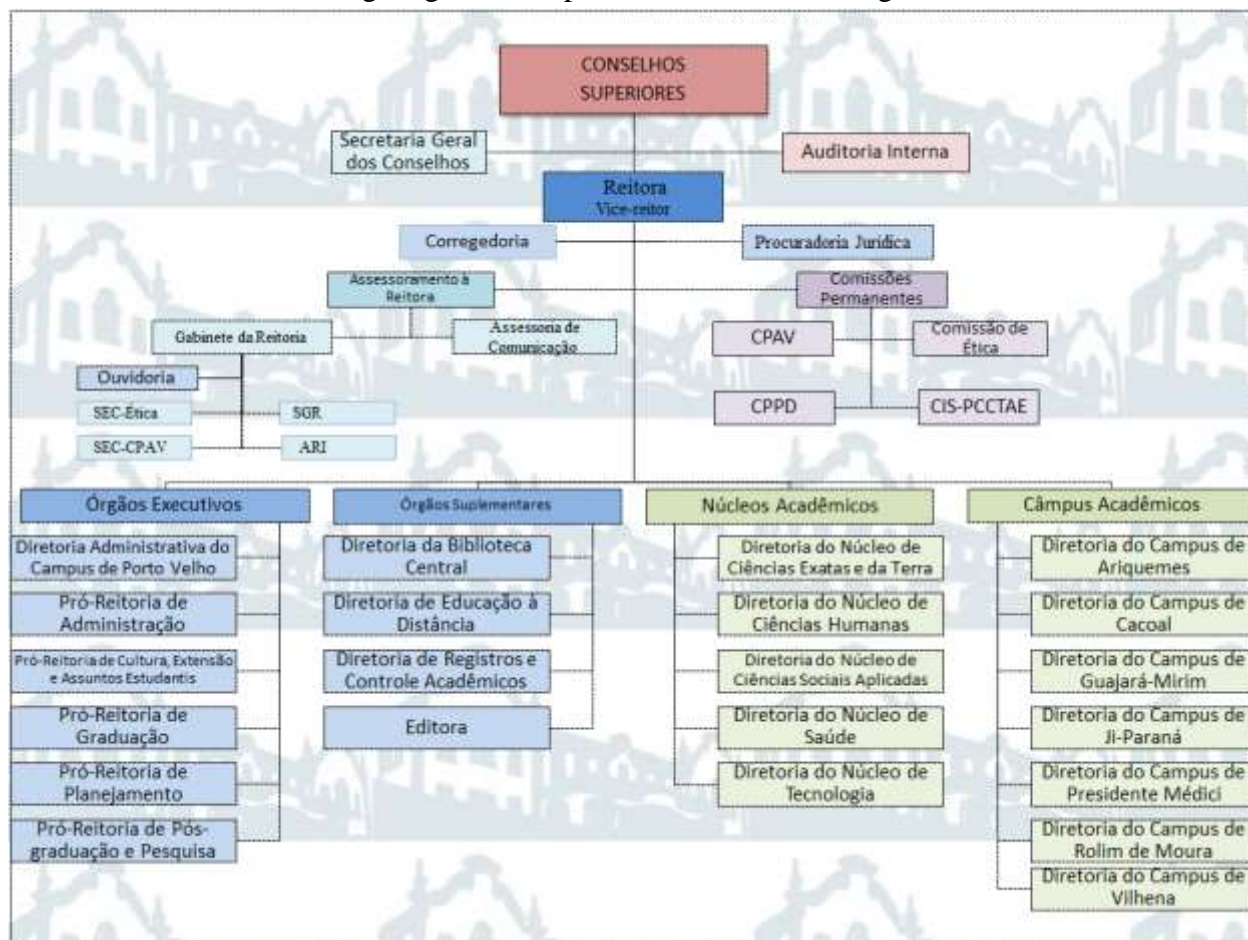 CONSELHOS
SUPERIORES
Secretaria Geral
dos Conselhos
Auditoria Interna
Reitora
Vice-reitor
Corregedoria
Procuradoria Jurídica
Assessoramento à
Reitora
Comissões
Permanentes
Gabinete da Reitoria
Assessoria de
Comunicação
CPAV
Comissão de
Ética
Ouvidoria
SEC-Ética
SGR
CPPD
CIS-PCCTAE
SEC-CPAV
ARI
Órgãos Executivos
Diretoria Administrativa do
Campus de Porto Velho
Pró-Reitoria de
Administração
Pró-Reitoria de Cultura, Extensão
e Assuntos Estudantis
Pró-Reitoria de
Graduação
Pró-Reitoria de
Planejamento
Pró-Reitoria de Pós-
graduação e Pesquisa
Órgãos Suplementares
Diretoria da Biblioteca
Central
Diretoria de Educação à
Distância
Diretoria de Registros e
Controle Acadêmicos
Editora
Núcleos Acadêmicos
Diretoria do Núcleo de
Ciências Exatas e da Terra
Diretoria do Núcleo de
Ciências Humanas
Diretoria do Núcleo de
Ciências Sociais Aplicadas
Diretoria do Núcleo de
Saúde
Diretoria do Núcleo de
Tecnologia
Câmpus Acadêmicos
Diretoria do Campus de
Ariquemes
Diretoria do Campus de
Cacoal
Diretoria do Campus de
Guajará-Mirim
Diretoria do Campus de
Ji-Paraná
Diretoria do Campus de
Presidente Médici
Diretoria do Campus de
Rolim de Moura
Diretoria do Campus de
Vilhena